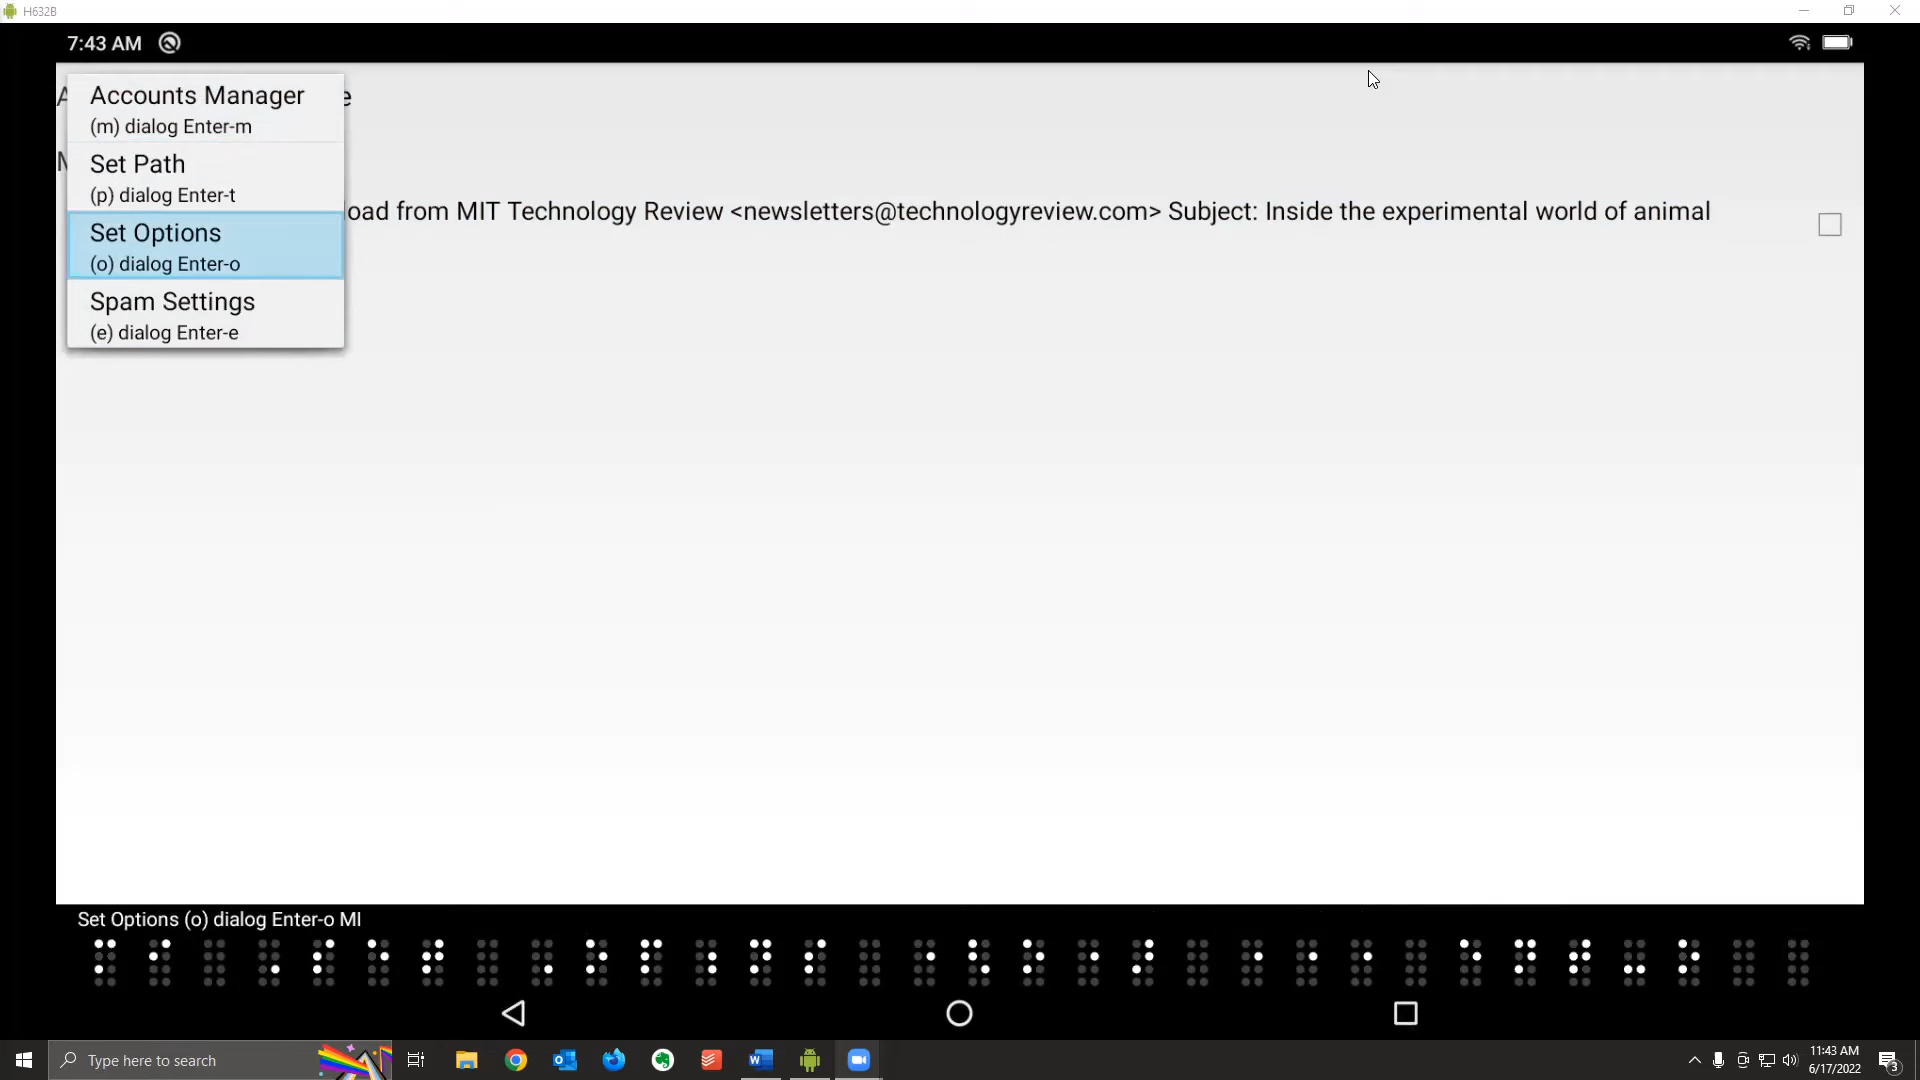 H632B
7:43 AM
Accounts Manager
(m) dialog Enter-m
e
Set Path
(p) dialog Enter-t
load from MIT Technology Review <newsletters@technologyreview.com> Subject: Inside the experimental world of animal
Set Options
(o) dialog Enter-o
Spam Settings
(e) dialog Enter-e
Set Options (o) dialog Enter-o MI
Type here to search
11:43 AM
6/17/2022
3